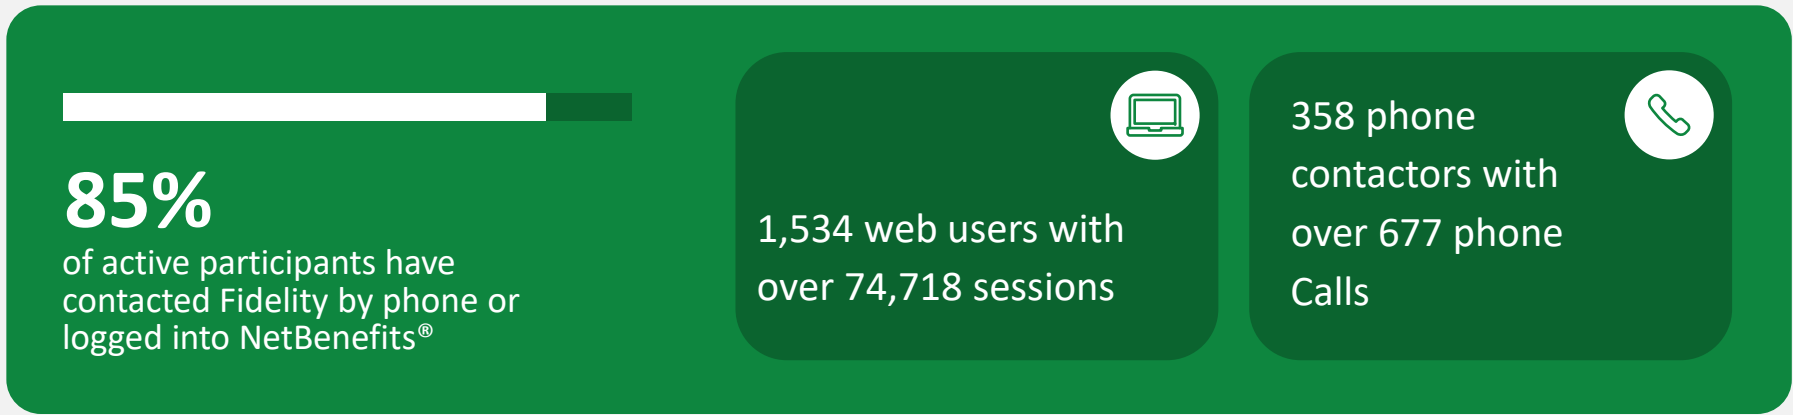 85%
of active participants have
contacted Fidelity by phone or
logged into NetBenefits®
1,534 web users with
over 74,718 sessions
358 phone
contactors with
over 677 phone
Calls